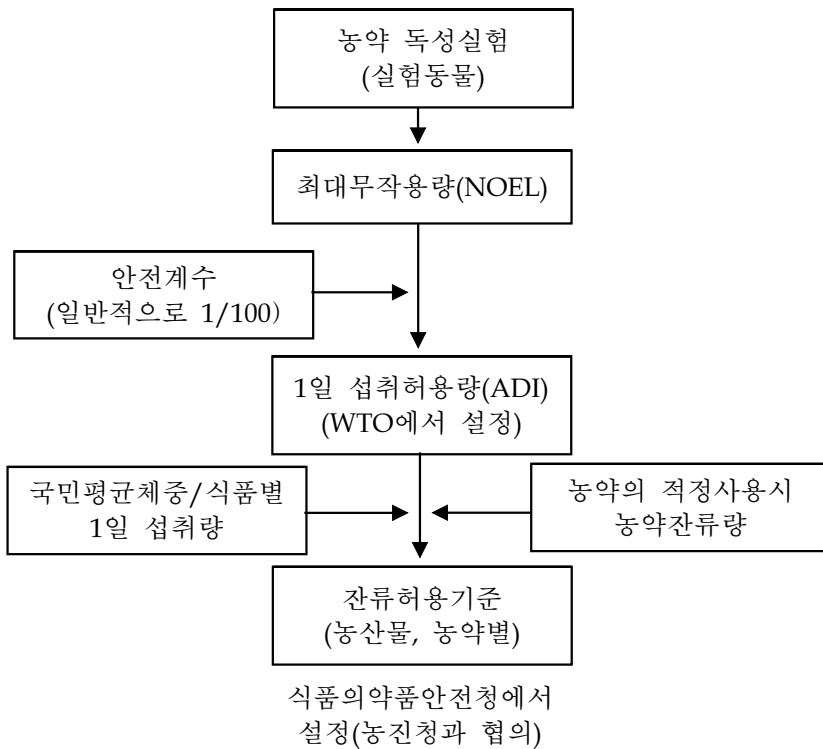 농약 독성실험
(실험동물)
최대무작용량(NOEL)
안전계수
(일반적으로 1/100)
1일 섭취허용량(ADI)
(WTO에서 설정)
국민평균체중/식품별
1일 섭취량
농약의 적정사용시
농약잔류량
잔류허용기준
(농산물, 농약별)
식품의약품안전청에서
설정(농진청과 협의)